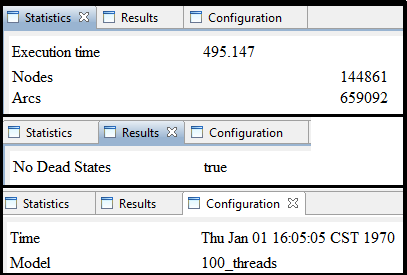 Statistics Results Configuration
Execution time 495.147
Nodes 144861
Arcs 659092
Statistics Results Configuration
No Dead States true
Statistics Results Configuration
Time Thu Jan 01 16:05:05 CST 1970
Model 100_threads